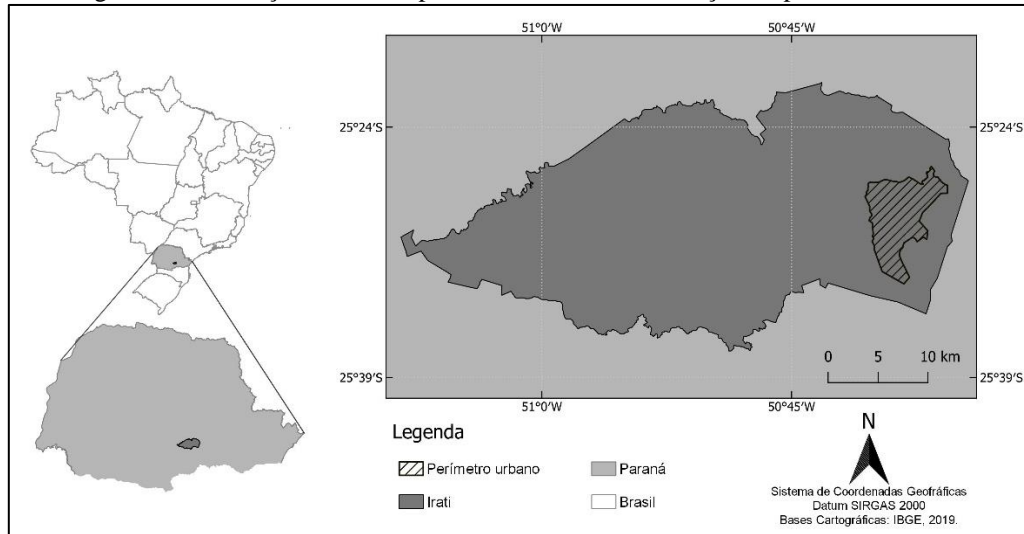 51°0'W
50°45'W
25°24'S
25°24'S
0 5 10 km
25°39'S
25°39'S
51°0'W
50°45'W
Legenda
Perímetro urbano
Paraná
Irati
Brasil
N
Sistema de Coordenadas Geofráficas
Datum SIRGAS 2000
Bases Cartográficas: IBGE, 2019.